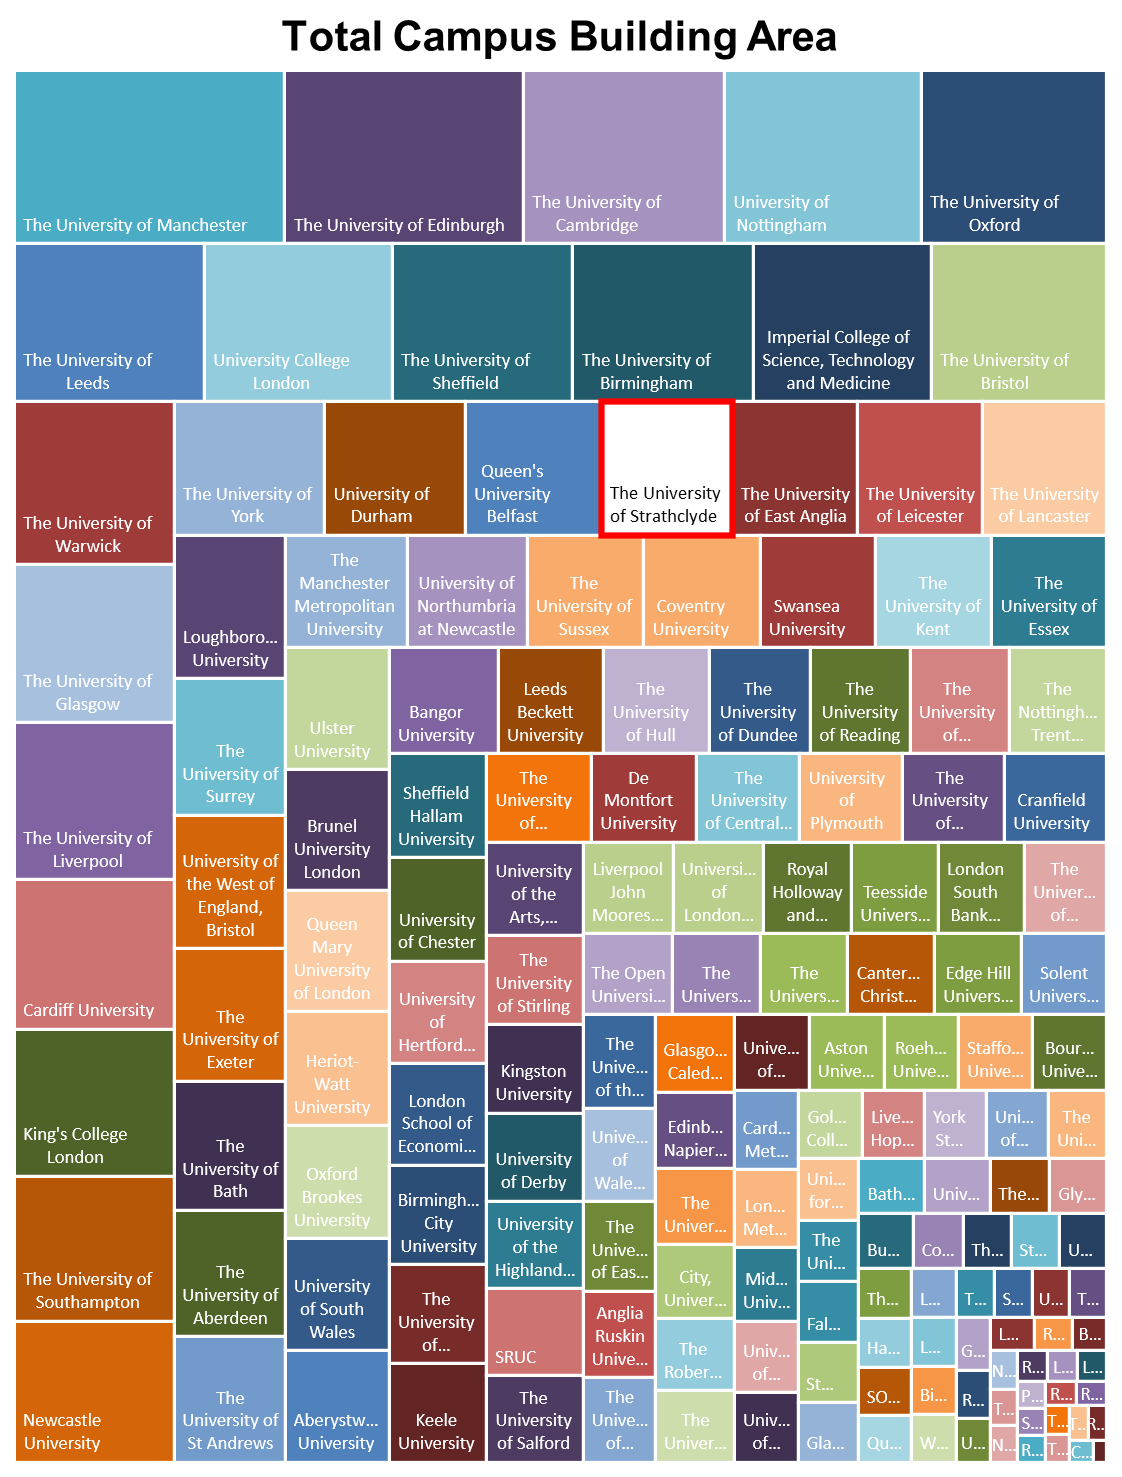 Total Campus Building Area
The University of Manchester
The University of Edinburgh
The University of
Cambridge
University of
Nottingham
The University of
Oxford
The University of
Leeds
University College
London
The University of
Sheffield
The University of
Birmingham
Imperial College of
Science, Technology
and Medicine
The University of
Bristol
The University of
Warwick
The University of
York
University of
Durham
Queen's
University
Belfast
The University
of Strathclyde
The University
of East Anglia
The University
of Leicester
The University
of Lancaster
The University of
Glasgow
Loughboro...
University
The
Manchester
Metropolitan
University
University of
Northumbria
at Newcastle
The
University of
Sussex
Coventry
University
Swansea
University
The
University of
Kent
The
University of
Essex
The University of
Liverpool
The
University of
Surrey
Ulster
University
Bangor
University
Leeds
Beckett
University
The
University
of Hull
The
University
of Dundee
The
University
of Reading
The
University
of...
The
Nottingh...
Trent...
Brunel
University
London
Sheffield
Hallam
University
The
University
of...
De
Montfort
University
The
University
of Central...
University
of
Plymouth
The
University
of...
Cranfield
University
University of
the West of
England,
Bristol
University
of Chester
University
of the
Arts,...
Liverpool
John
Moores...
Universi...
of
London...
Royal
Holloway
and...
Teesside
Univers...
London
South
Bank...
The
Univer...
of...
Cardiff University
The
University of
Exeter
Queen
Mary
University
of London
University
of
Hertford...
The
University
of Stirling
The Open
Universi...
The
Univers...
The
Univers...
Canter...
Christ...
Edge Hill
Univers...
Solent
Univers...
King's College
London
The
University of
Bath
Heriot-
Watt
University
London
School of
Economi...
Kingston
University
The
Unive...
of th...
Glasgo...
Caled...
Unive...
of...
Aston
Unive...
Roeh...
Unive...
Staffo...
Unive...
Bour...
Unive...
The University of
Southampton
The
University of
Aberdeen
Oxford
Brookes
University
Birmingh...
City
University
University
of Derby
Unive...
of
Wale...
Edinb...
Napier...
Card...
Met...
Gol...
Coll...
Live...
Hop...
York
St...
Uni...
of...
The
Uni...
University
of South
Wales
The
University
of...
University
of the
Highland...
The
Unive...
of Eas...
The
Univer...
Lon...
Met...
Uni...
for...
Bath...
Univ...
The...
Gly...
City,
Univer...
Mid...
Univ...
The
Uni...
Bu...
Co...
Th...
St...
U...
Newcastle
University
The
University of
St Andrews
Aberystw...
University
Keele
University
SRUC
The
University
of Salford
Anglia
Ruskin
Unive...
The
Unive...
of...
The
Rober...
The
Univer...
Univ...
of...
Univ...
of...
Fal...
St...
Gla...
Th...
L...
T...
S...
U...
T...
Ha...
L...
G...
L...
R...
B...
SO...
Bi...
R...
N...
R...
L...
L...
Qu...
W...
U...
T...
P...
R...
R...
N...
S...
T...
T...
R...
R...
T...
C...